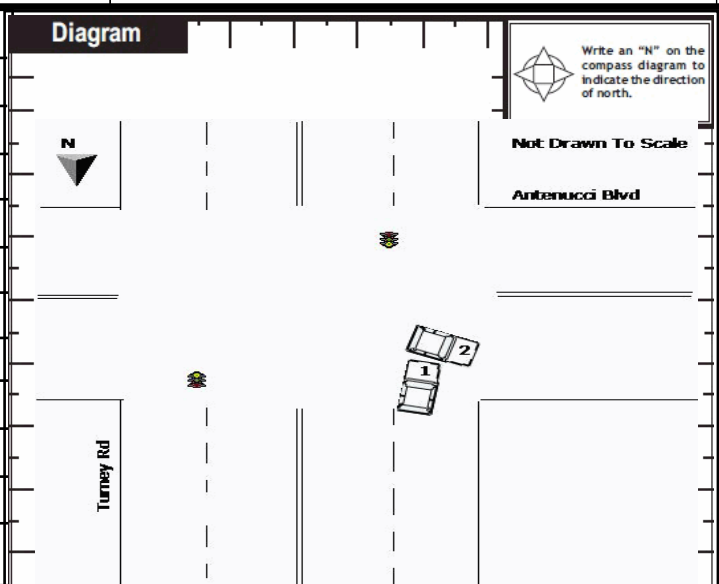 Diagram
Write an “N” on the
compass diagram to
indicate the direction
of north.
N
Not Drawn To Scale
Antenucci Blvd
2
1
Turney Rd